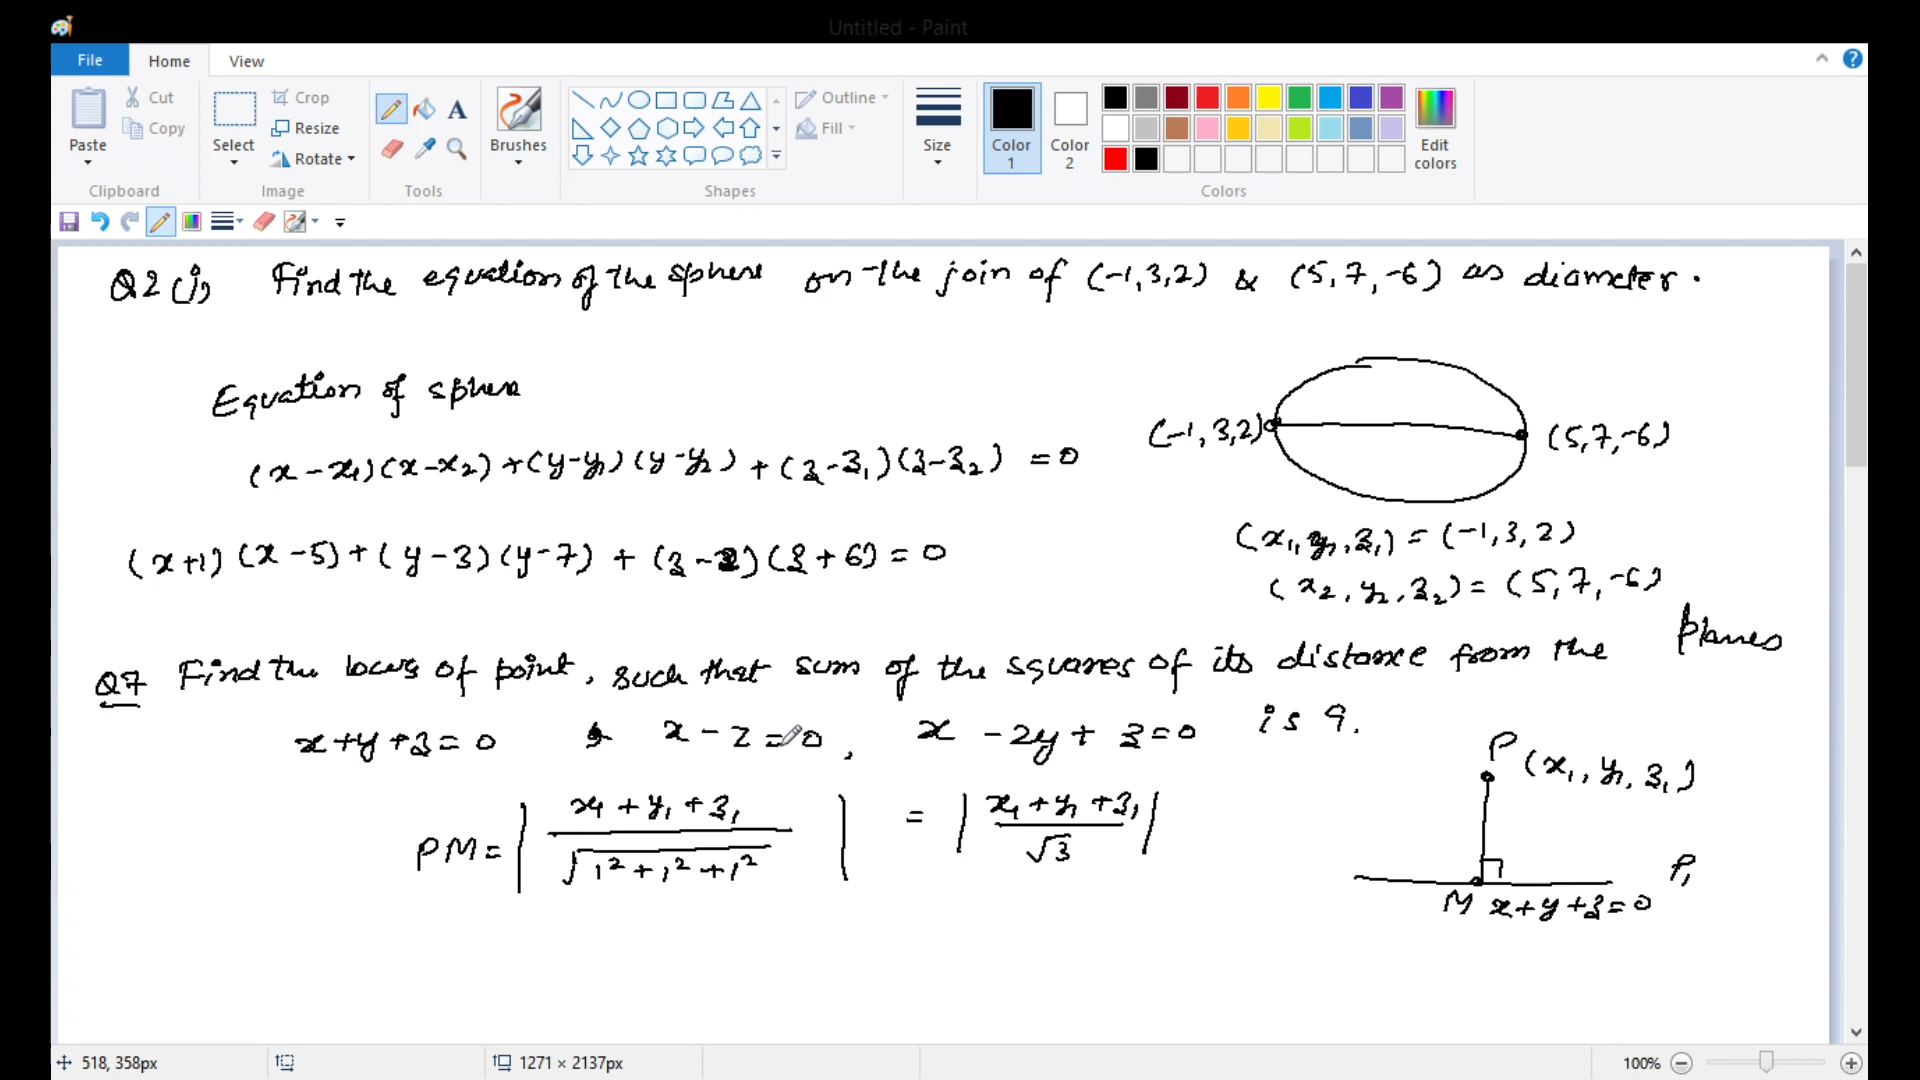 Untitled - Paint
File Home View
Cut
Copy
Paste
Clipboard
Select
Crop
Resize
Rotate
Image
A
Tools
Brushes
Outline
Fill
Shapes
Size
Color 1
Color 2
Edit colors
Colors
Q2 (i) Find the equation of the sphere on the join of (-1,3,2) & (5,7,-6) as diameter.
Equation of sphere
(x-x₁)(x-x₂)+(y-y₁)(y-y₂)+(z-z₁)(z-z₂) = 0
(-1,3,2) (5,7,-6)
(x₁,y₁,z₁) = (-1,3,2)
(x+1)(x-5)+(y-3)(y-7)+(z-2)(z+6) = 0
(x₂,y₂,z₂) = (5,7,-6)
Q7 Find the locus of point, such that sum of the squares of its distance from the planes
x+y+z=0 x-z=0, x-2y+z=0 is 9.
P(x₁,y₁,z₁)
PM = | x₁+y₁+z₁ / √1²+1²+1² | = | x₁+y₁+z₁ / √3 |
P₁
M x+y+z=0
518, 358px
1271 × 2137px
100%